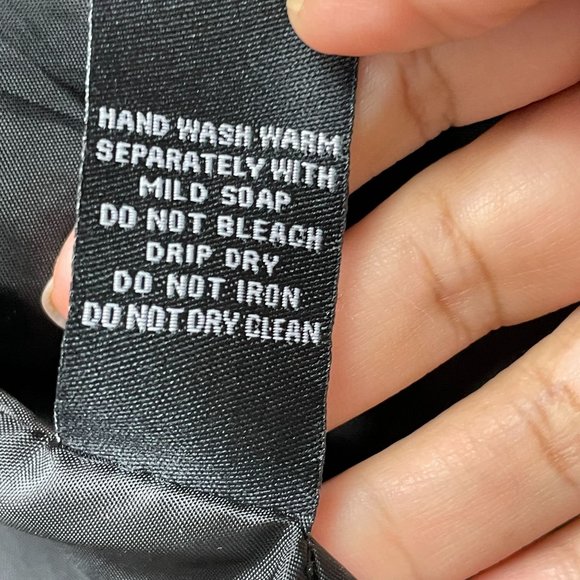 HAND WASH WARM
SEPARATELY WITH
MILD SOAP
DO NOT BLEACH
DRIP DRY
DO NOT IRON
DO NOT DRY CLEAN